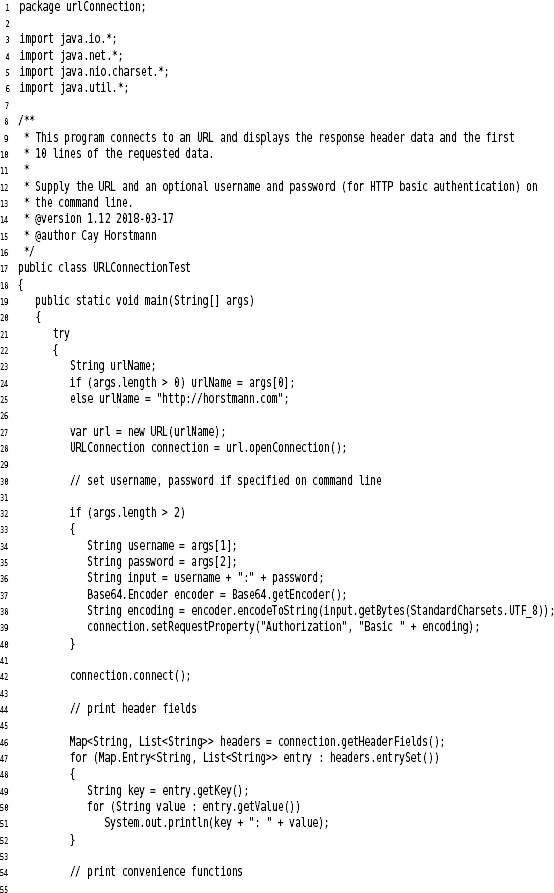 1 package urlConnection;
2
3 import java.io.*;
4 import java.net.*;
5 import java.nio.charset.*;
6 import java.util.*;
7
8 /**
9  * This program connects to an URL and displays the response header data and the first
10  * 10 lines of the requested data.
11  *
12  * Supply the URL and an optional username and password (for HTTP basic authentication) on
13  * the command line.
14  * @version 1.12 2018-03-17
15  * @author Cay Horstmann
16  */
17 public class URLConnectionTest
18 {
19    public static void main(String[] args)
20    {
21       try
22       {
23          String urlName;
24          if (args.length > 0) urlName = args[0];
25          else urlName = "http://horstmann.com";
26
27          var url = new URL(urlName);
28          URLConnection connection = url.openConnection();
29
30          // set username, password if specified on command line
31
32          if (args.length > 2)
33          {
34             String username = args[1];
35             String password = args[2];
36             String input = username + ":" + password;
37             Base64.Encoder encoder = Base64.getEncoder();
38             String encoding = encoder.encodeToString(input.getBytes(StandardCharsets.UTF_8));
39             connection.setRequestProperty("Authorization", "Basic " + encoding);
40          }
41
42          connection.connect();
43
44          // print header fields
45
46          Map<String, List<String>> headers = connection.getHeaderFields();
47          for (Map.Entry<String, List<String>> entry : headers.entrySet())
48          {
49             String key = entry.getKey();
50             for (String value : entry.getValue())
51                System.out.println(key + ": " + value);
52          }
53
54          // print convenience functions
55